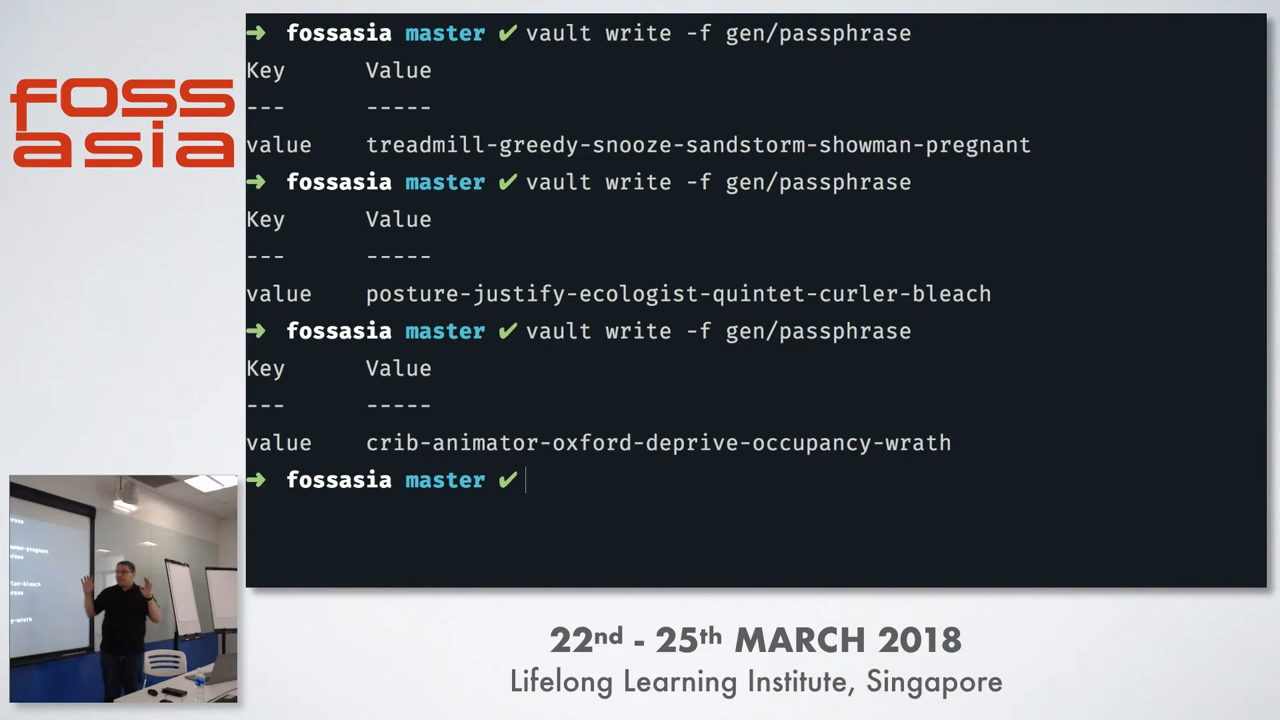 foss
asia
➜ fossasia master ✔ vault write -f gen/passphrase
Key Value
--- -----
value treadmill-greedy-snooze-sandstorm-showman-pregnant
➜ fossasia master ✔ vault write -f gen/passphrase
Key Value
--- -----
value posture-justify-ecologist-quintet-curler-bleach
➜ fossasia master ✔ vault write -f gen/passphrase
Key Value
--- -----
value crib-animator-oxford-deprive-occupancy-wrath
➜ fossasia master ✔
22nd - 25th MARCH 2018
Lifelong Learning Institute, Singapore